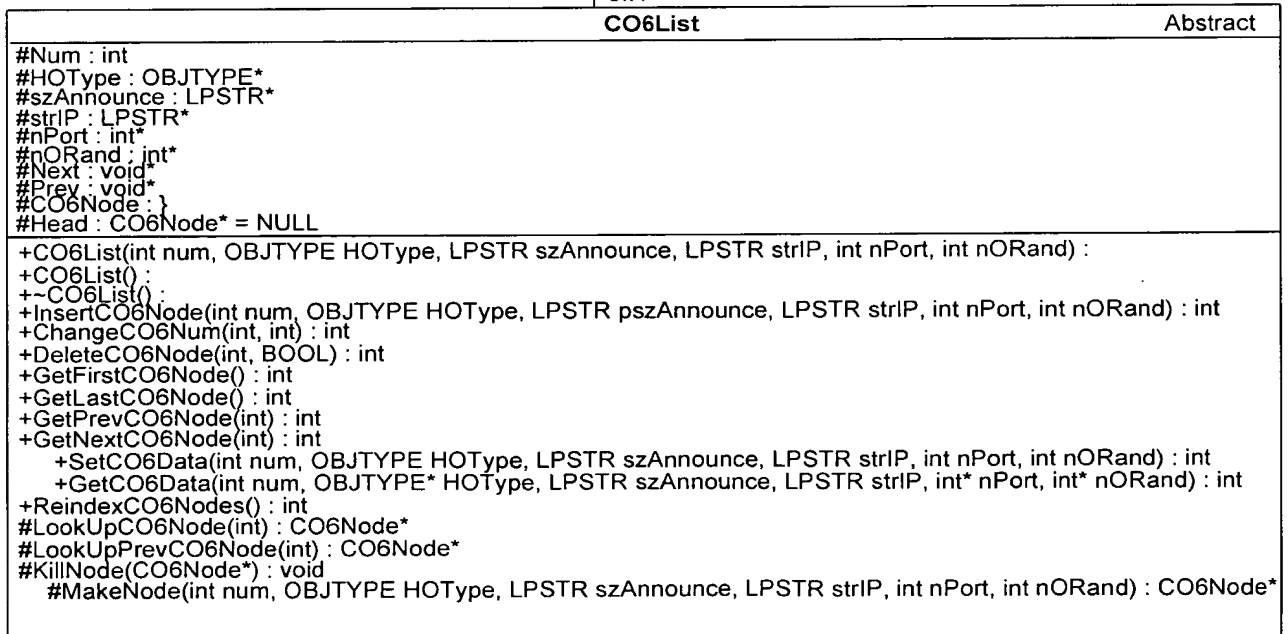 CO6List Abstract
#Num : int
#HOType : OBJTYPE*
#szAnnounce : LPSTR*
#strIP : LPSTR*
#nPort : int*
#nORand : int*
#Next : void*
#Prev : void*
#CO6Node : }
#Head : CO6Node* = NULL
+CO6List(int num, OBJTYPE HOType, LPSTR szAnnounce, LPSTR strIP, int nPort, int nORand) :
+CO6List() :
+~CO6List() :
+InsertCO6Node(int num, OBJTYPE HOType, LPSTR pszAnnounce, LPSTR strIP, int nPort, int nORand) : int
+ChangeCO6Num(int, int) : int
+DeleteCO6Node(int, BOOL) : int
+GetFirstCO6Node() : int
+GetLastCO6Node() : int
+GetPrevCO6Node(int) : int
+GetNextCO6Node(int) : int
+SetCO6Data(int num, OBJTYPE HOType, LPSTR szAnnounce, LPSTR strIP, int nPort, int nORand) : int
+GetCO6Data(int num, OBJTYPE* HOType, LPSTR szAnnounce, LPSTR strIP, int* nPort, int* nORand) : int
+ReindexCO6Nodes() : int
#LookUpCO6Node(int) : CO6Node*
#LookUpPrevCO6Node(int) : CO6Node*
#KillNode(CO6Node*) : void
#MakeNode(int num, OBJTYPE HOType, LPSTR szAnnounce, LPSTR strIP, int nPort, int nORand) : CO6Node*